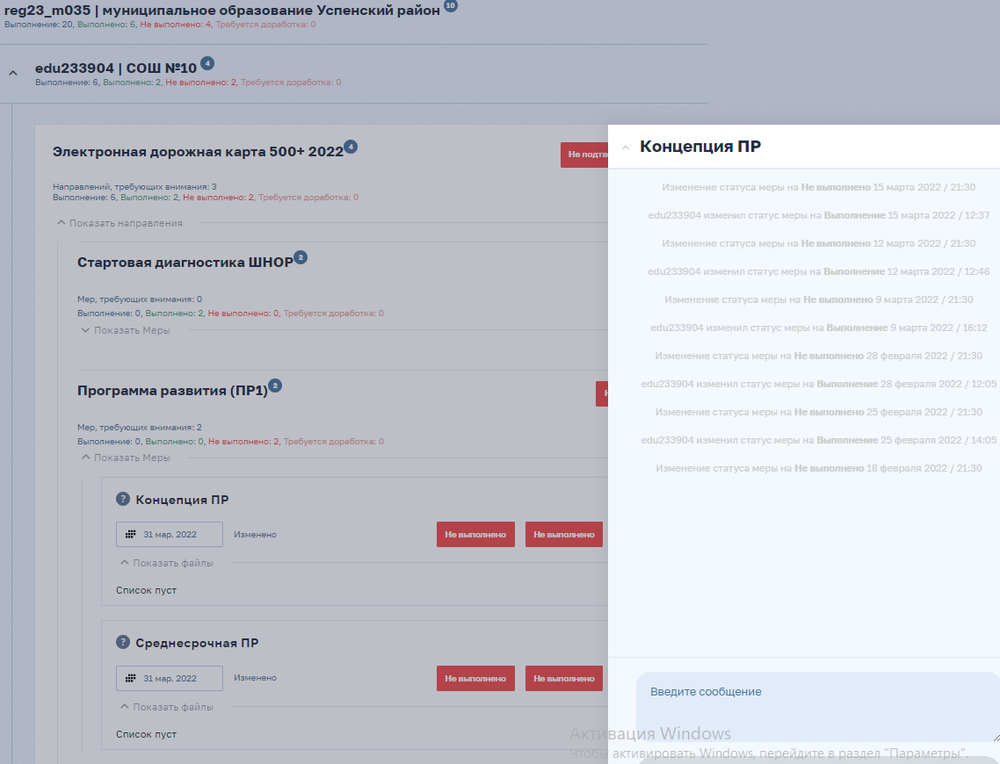 reg23_m035 | муниципальное образование Успенский район 10
Выполнение: 20, Выполнено: 6, Не выполнено: 4, Требуется доработка: 0
edu233904 | СОШ №10 4
Выполнение: 6, Выполнено: 2, Не выполнено: 2, Требуется доработка: 0
Электронная дорожная карта 500+ 2022 4
Не подтв
Направлений, требующих внимания: 3
Выполнение: 6, Выполнено: 2, Не выполнено: 2, Требуется доработка: 0
Показать направления
Стартовая диагностика ШНОР 2
Мер, требующих внимания: 0
Выполнение: 0, Выполнено: 2, Не выполнено: 0, Требуется доработка: 0
Показать Меры
Программа развития (ПР1) 2
Мер, требующих внимания: 2
Выполнение: 0, Выполнено: 0, Не выполнено: 2, Требуется доработка: 0
Показать Меры
? Концепция ПР
31 мар. 2022 Изменено Не выполнено Не выполнено
Показать файлы
Список пуст
? Среднесрочная ПР
31 мар. 2022 Изменено Не выполнено Не выполнено
Показать файлы
Список пуст
Концепция ПР
Изменение статуса меры на Не выполнено 15 марта 2022 / 21:30
edu233904 изменил статус меры на Выполнение 15 марта 2022 / 12:37
Изменение статуса меры на Не выполнено 12 марта 2022 / 21:30
edu233904 изменил статус меры на Выполнение 12 марта 2022 / 12:46
Изменение статуса меры на Не выполнено 9 марта 2022 / 21:30
edu233904 изменил статус меры на Выполнение 9 марта 2022 / 16:12
Изменение статуса меры на Не выполнено 28 февраля 2022 / 21:30
edu233904 изменил статус меры на Выполнение 28 февраля 2022 / 12:05
Изменение статуса меры на Не выполнено 25 февраля 2022 / 21:30
edu233904 изменил статус меры на Выполнение 25 февраля 2022 / 14:05
Изменение статуса меры на Не выполнено 18 февраля 2022 / 21:30
Введите сообщение
Активация Windows
Чтобы активировать Windows, перейдите в раздел "Параметры".